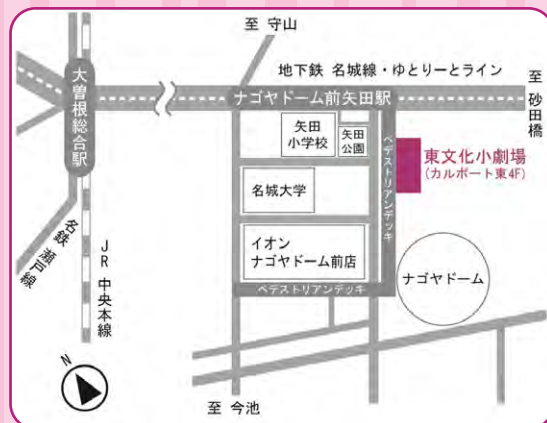 至 守山
地下鉄 名城線・ゆとりーとライン
至 砂田橋
大曽根総合駅
ナゴヤドーム前矢田駅
矢田
小学校
矢田
公園
ペデストリアンデッキ
東文化小劇場
(カルポート東4F)
名城大学
イオン
ナゴヤドーム前店
ナゴヤドーム
ペデストリアンデッキ
名鉄 瀬戸線
JR 中央本線
N
至 今池